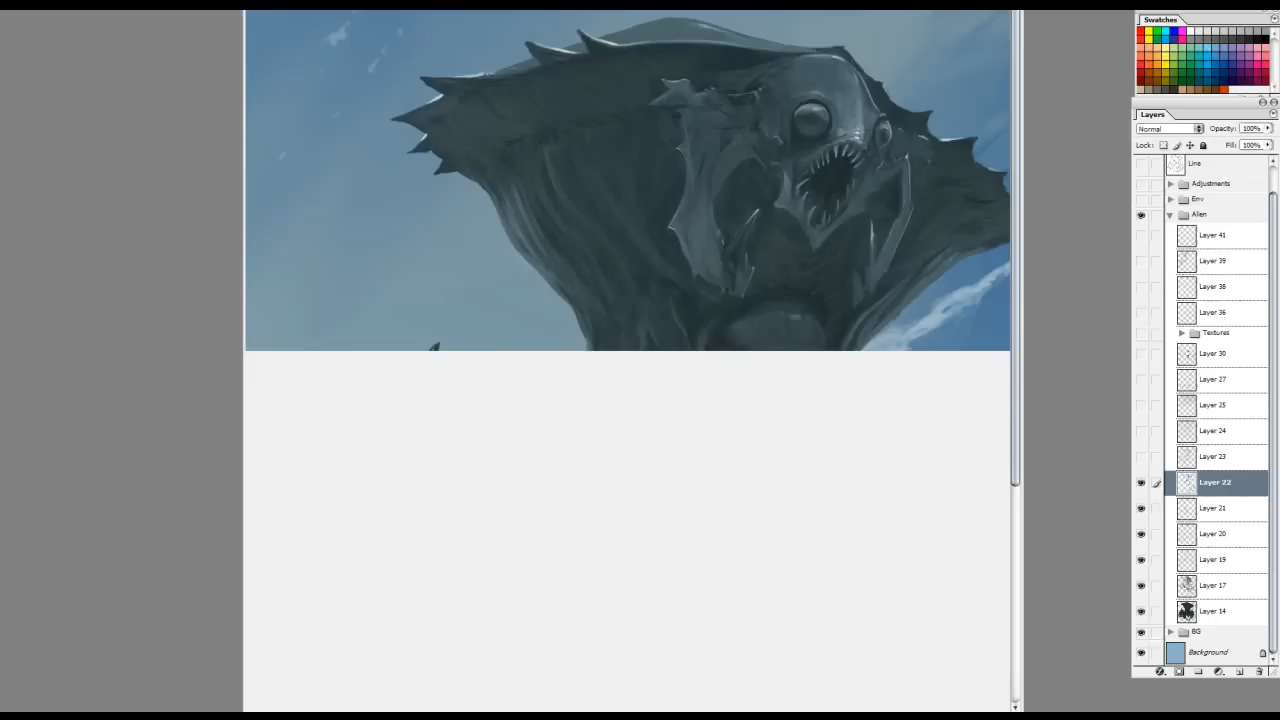 Swatches
Layers
Normal
Opacity: 100%
Lock:
Fill: 100%
Line
Adjustments
Env
Alien
Layer 41
Layer 39
Layer 38
Layer 36
Textures
Layer 30
Layer 27
Layer 25
Layer 24
Layer 23
Layer 22
Layer 21
Layer 20
Layer 19
Layer 17
Layer 14
BG
Background